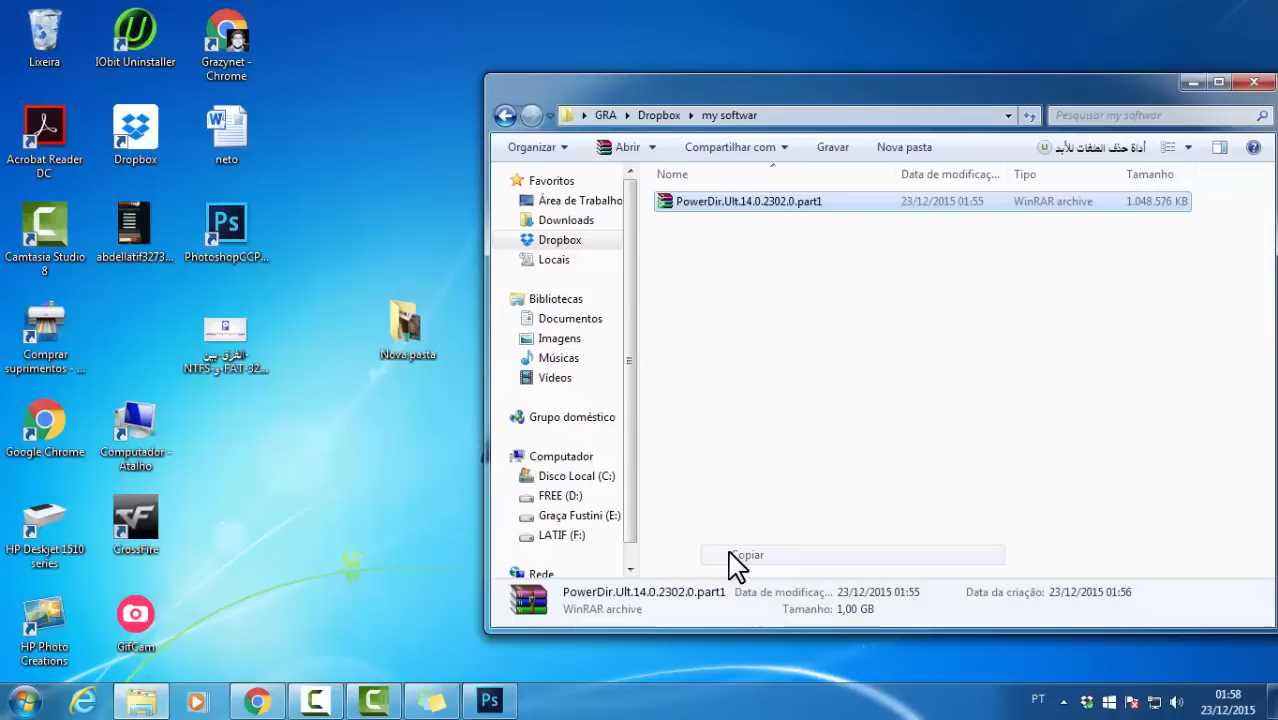 Lixeira
IObit Uninstaller
Grazynet -
Chrome
Acrobat Reader
DC
Dropbox
neto
Camtasia Studio
8
abdellatif3273...
PhotoshopCCP...
Comprar
suprimentos - ...
الفرق-بين-
NTFS-و-FAT-32...
Nova pasta
Google Chrome
Computador -
Atalho
HP Deskjet 1510
series
CrossFire
HP Photo
Creations
GifCam
GRA
Dropbox
my softwar
Pesquisar my softwar
Organizar
Abrir
Compartilhar com
Gravar
Nova pasta
أداة حذف الملفات للأبد
Nome
Data de modificaç...
Tipo
Tamanho
PowerDir.Ult.14.0.2302.0.part1
23/12/2015 01:55
WinRAR archive
1.048.576 KB
Favoritos
Área de Trabalho
Downloads
Dropbox
Locais
Bibliotecas
Documentos
Imagens
Músicas
Vídeos
Grupo doméstico
Computador
Disco Local (C:)
FREE (D:)
Graça Fustini (E:)
LATIF (F:)
Rede
Copiar
PowerDir.Ult.14.0.2302.0.part1
Data de modificaç... 23/12/2015 01:55
Data da criação: 23/12/2015 01:56
WinRAR archive
Tamanho: 1,00 GB
PT
01:58
23/12/2015